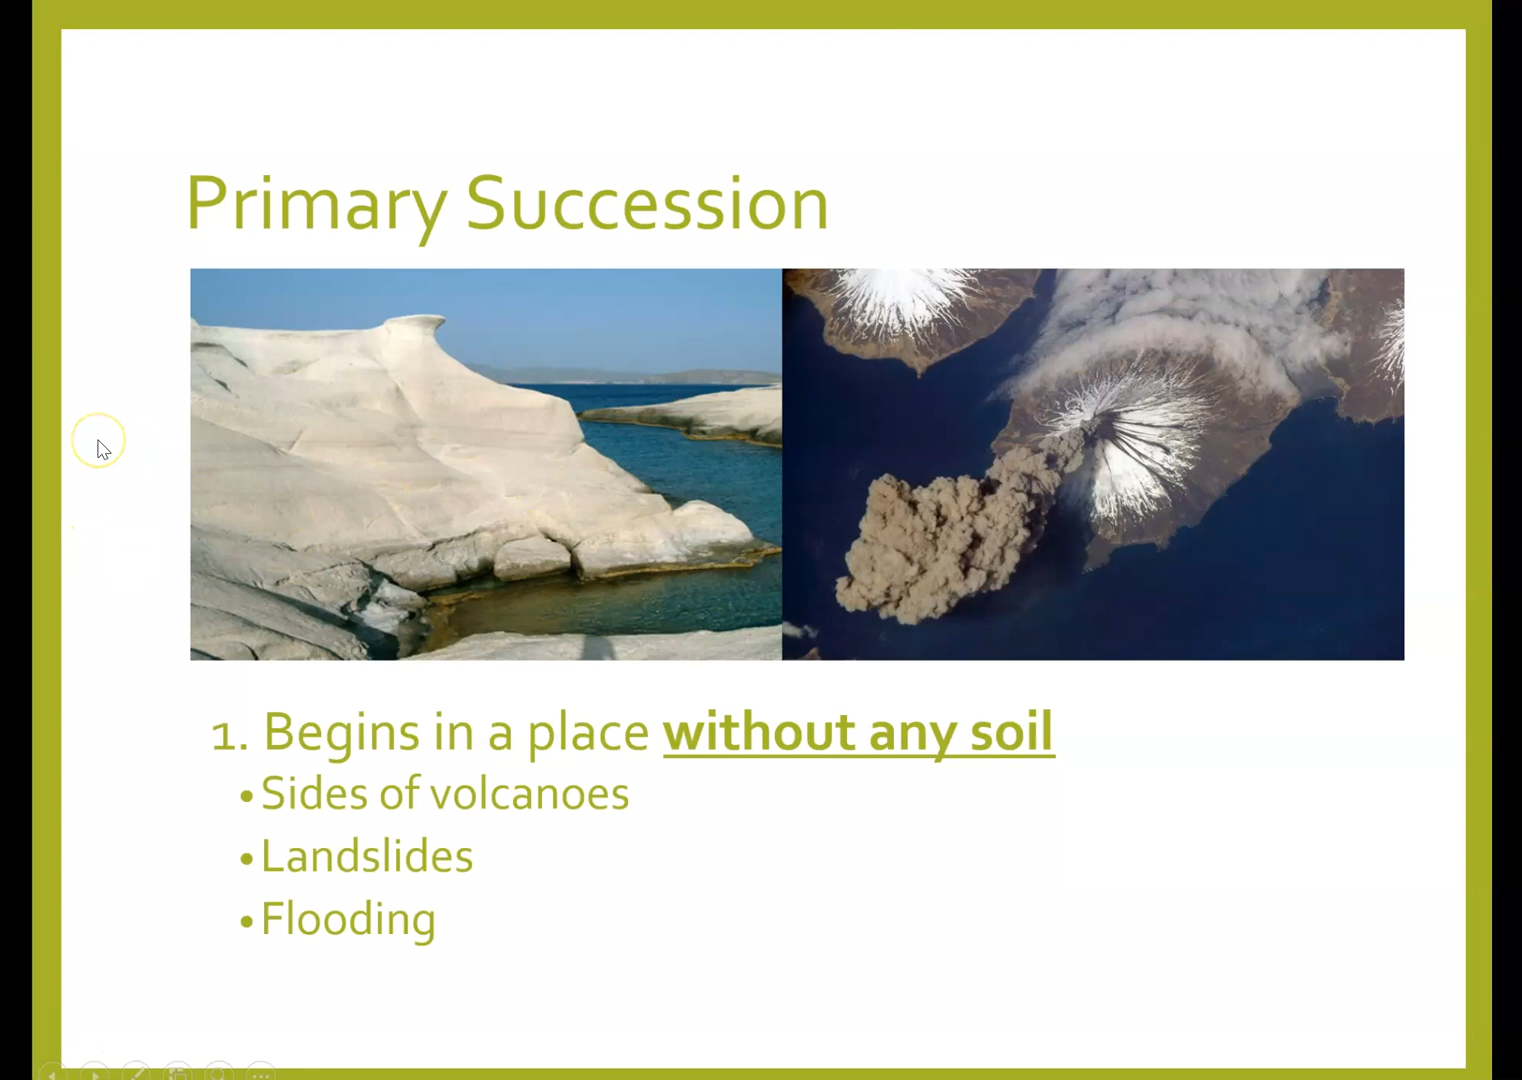 Primary Succession
1. Begins in a place without any soil
•Sides of volcanoes
•Landslides
•Flooding